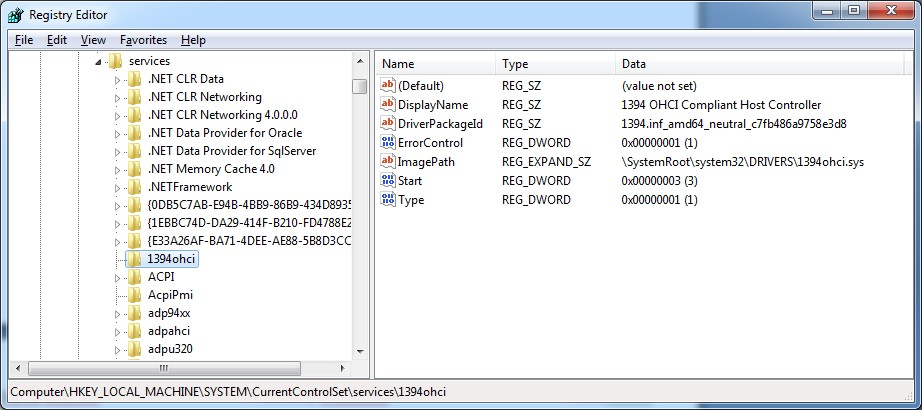 Registry Editor
File Edit View Favorites Help
services
.NET CLR Data
.NET CLR Networking
.NET CLR Networking 4.0.0.0
.NET Data Provider for Oracle
.NET Data Provider for SqlServer
.NET Memory Cache 4.0
.NETFramework
{0DB5C7AB-E94B-4BB9-86B9-434D8935
{1EBBC74D-DA29-414F-B210-FD4788E2
{E33A26AF-BA71-4DEE-AE88-5B8D3CC
1394ohci
ACPI
AcpiPmi
adp94xx
adpahci
adpu320
Name Type Data
(Default) REG_SZ (value not set)
DisplayName REG_SZ 1394 OHCI Compliant Host Controller
DriverPackageId REG_SZ 1394.inf_amd64_neutral_c7fb486a9758e3d8
ErrorControl REG_DWORD 0x00000001 (1)
ImagePath REG_EXPAND_SZ \SystemRoot\system32\DRIVERS\1394ohci.sys
Start REG_DWORD 0x00000003 (3)
Type REG_DWORD 0x00000001 (1)
Computer\HKEY_LOCAL_MACHINE\SYSTEM\CurrentControlSet\services\1394ohci